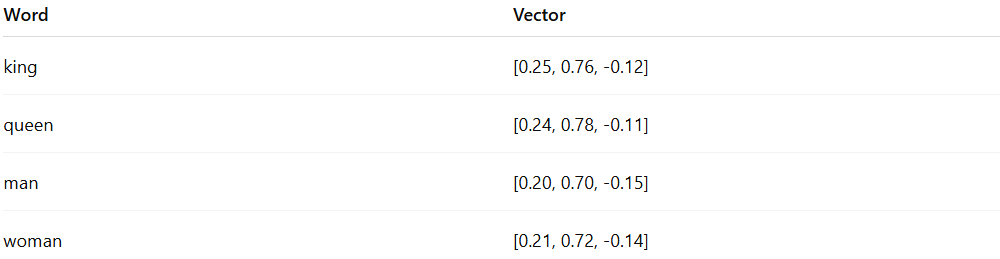 Word Vector
king [0.25, 0.76, -0.12]
queen [0.24, 0.78, -0.11]
man [0.20, 0.70, -0.15]
woman [0.21, 0.72, -0.14]